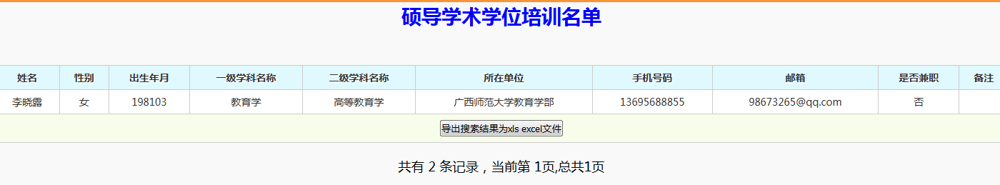 硕导学术学位培训名单
姓名 性别 出生年月 一级学科名称 二级学科名称 所在单位 手机号码 邮箱 是否兼职 备注
李晓露 女 198103 教育学 高等教育学 广西师范大学教育学部 13695688855 98673265@qq.com 否
导出搜索结果为xls excel文件
共有 2 条记录，当前第 1页,总共1页